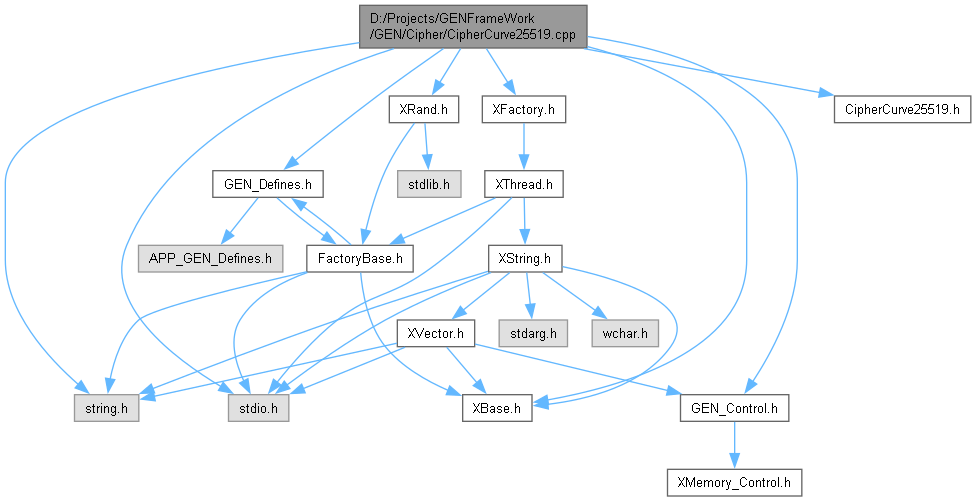 D:/Projects/GENFrameWork
/GEN/Cipher/CipherCurve25519.cpp
XRand.h
XFactory.h
CipherCurve25519.h
GEN_Defines.h
stdlib.h
XThread.h
APP_GEN_Defines.h
FactoryBase.h
XString.h
XVector.h
stdarg.h
wchar.h
string.h
stdio.h
XBase.h
GEN_Control.h
XMemory_Control.h